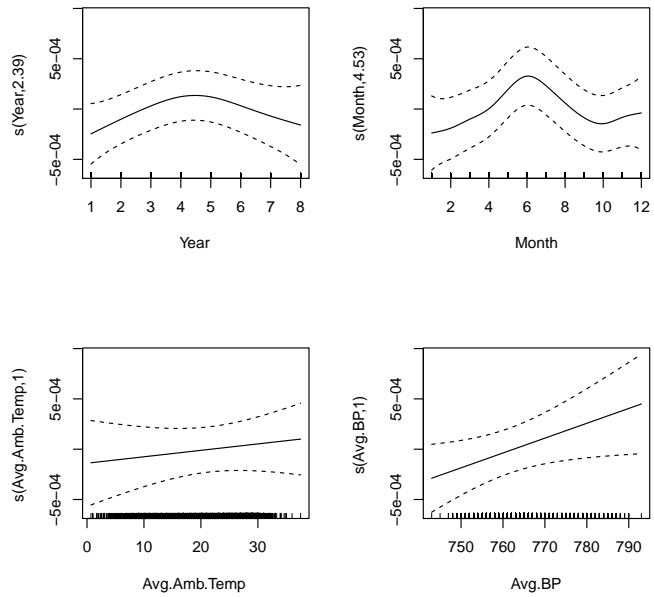 s(Year,2.39)
−5e−04 5e−04
1 2 3 4 5 6 7 8
Year
s(Month,4.53)
−5e−04 5e−04
2 4 6 8 10 12
Month
s(Avg.Amb.Temp,1)
−5e−04 5e−04
0 10 20 30
Avg.Amb.Temp
s(Avg.BP,1)
−5e−04 5e−04
750 760 770 780 790
Avg.BP